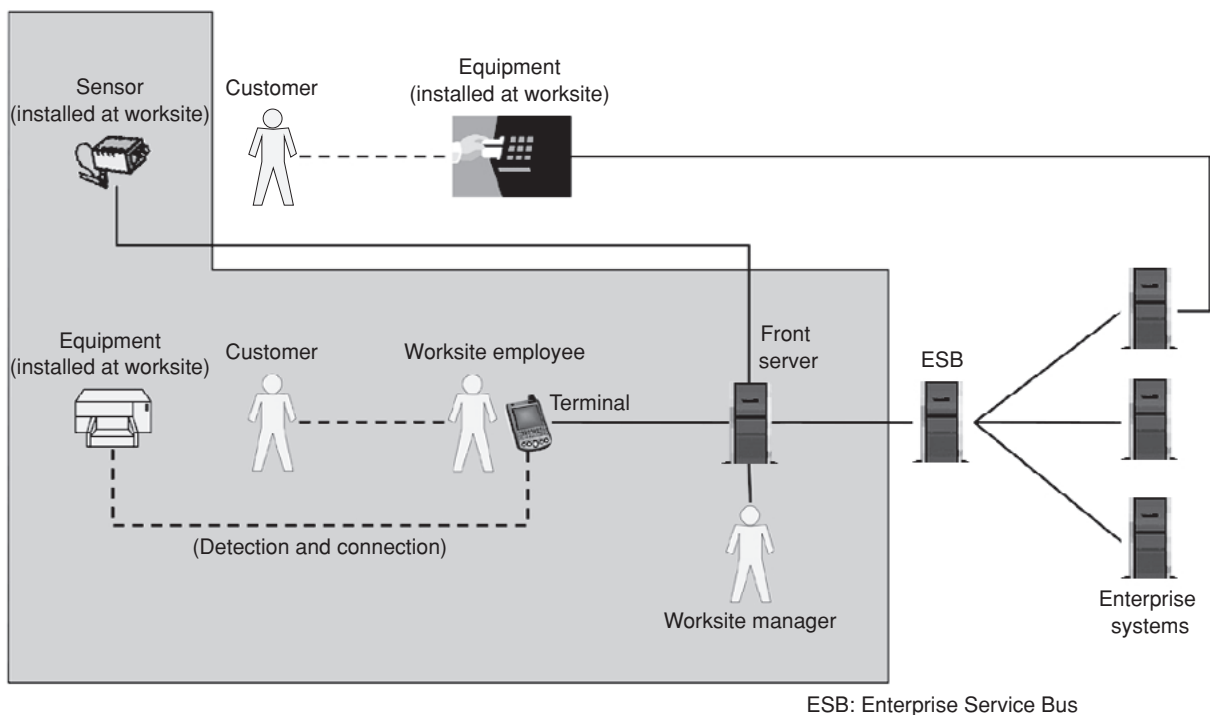 Sensor
(installed at worksite)
Customer
Equipment
(installed at worksite)
Equipment
(installed at worksite)
Customer
Worksite employee
Terminal
Front
server
ESB
(Detection and connection)
Worksite manager
Enterprise
systems
ESB: Enterprise Service Bus